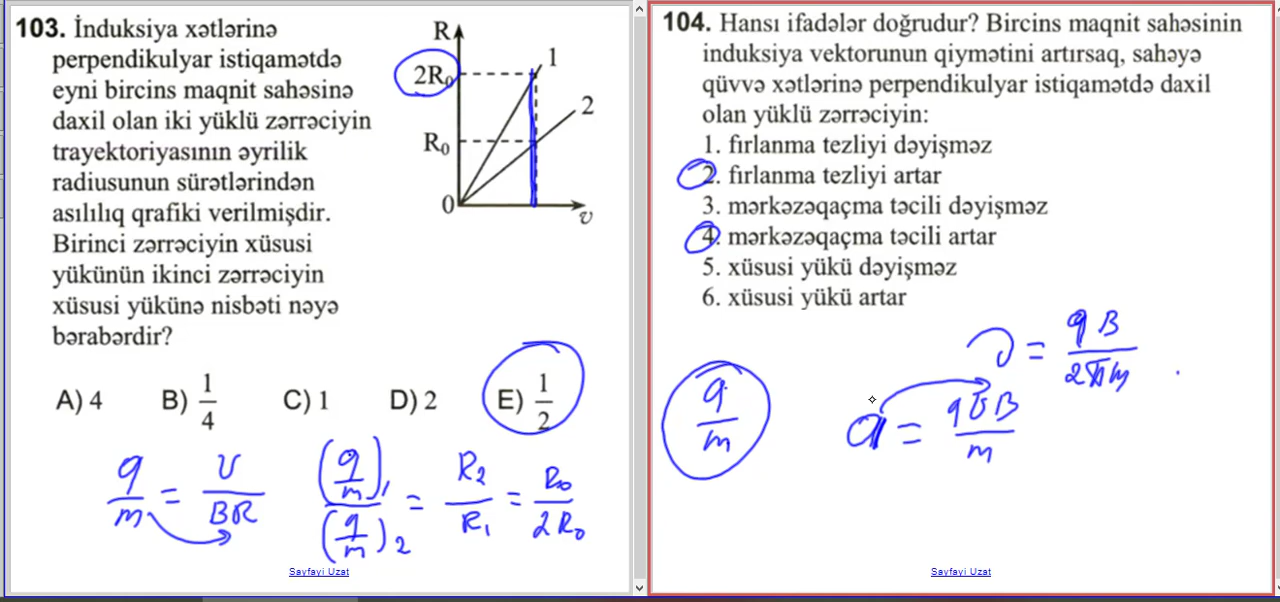 103. İnduksiya xətlərinə
perpendikulyar istiqamətdə
eyni bircins maqnit sahəsinə
daxil olan iki yüklü zərrəciyin
trayektoriyasının əyrilik
radiusunun sürətlərindən
asılılıq qrafiki verilmişdir.
Birinci zərrəciyin xüsusi
yükünün ikinci zərrəciyin
xüsusi yükünə nisbəti nəyə
bərabərdir?
R
2R₀
1
2
R₀
0
υ
A) 4 B) 1/4 C) 1 D) 2 E) 1/2
q/m = υ/BR (q/m)₁/(q/m)₂ = R₂/R₁ = R₀/2R₀
Sayfayi Uzat
104. Hansı ifadələr doğrudur? Bircins maqnit sahəsinin
induksiya vektorunun qiymətini artırsaq, sahəyə
qüvvə xətlərinə perpendikulyar istiqamətdə daxil
olan yüklü zərrəciyin:
1. fırlanma tezliyi dəyişməz
2. fırlanma tezliyi artar
3. mərkəzəqaçma təcili dəyişməz
4. mərkəzəqaçma təcili artar
5. xüsusi yükü dəyişməz
6. xüsusi yükü artar
ν = qB/2πm
q/m
a = qυB/m
Sayfayi Uzat